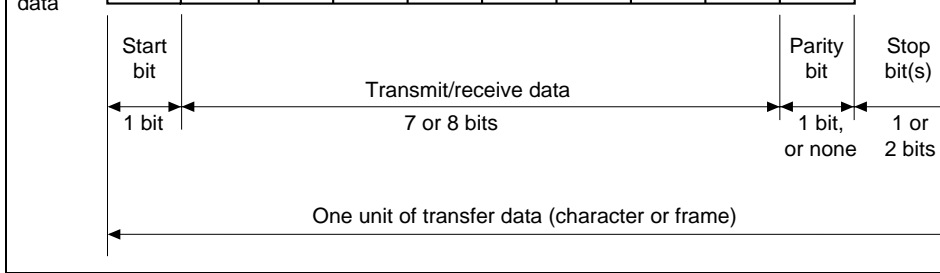 data
Start
bit
Parity
bit
Stop
bit(s)
Transmit/receive data
1 bit
7 or 8 bits
1 bit,
or none
1 or
2 bits
One unit of transfer data (character or frame)